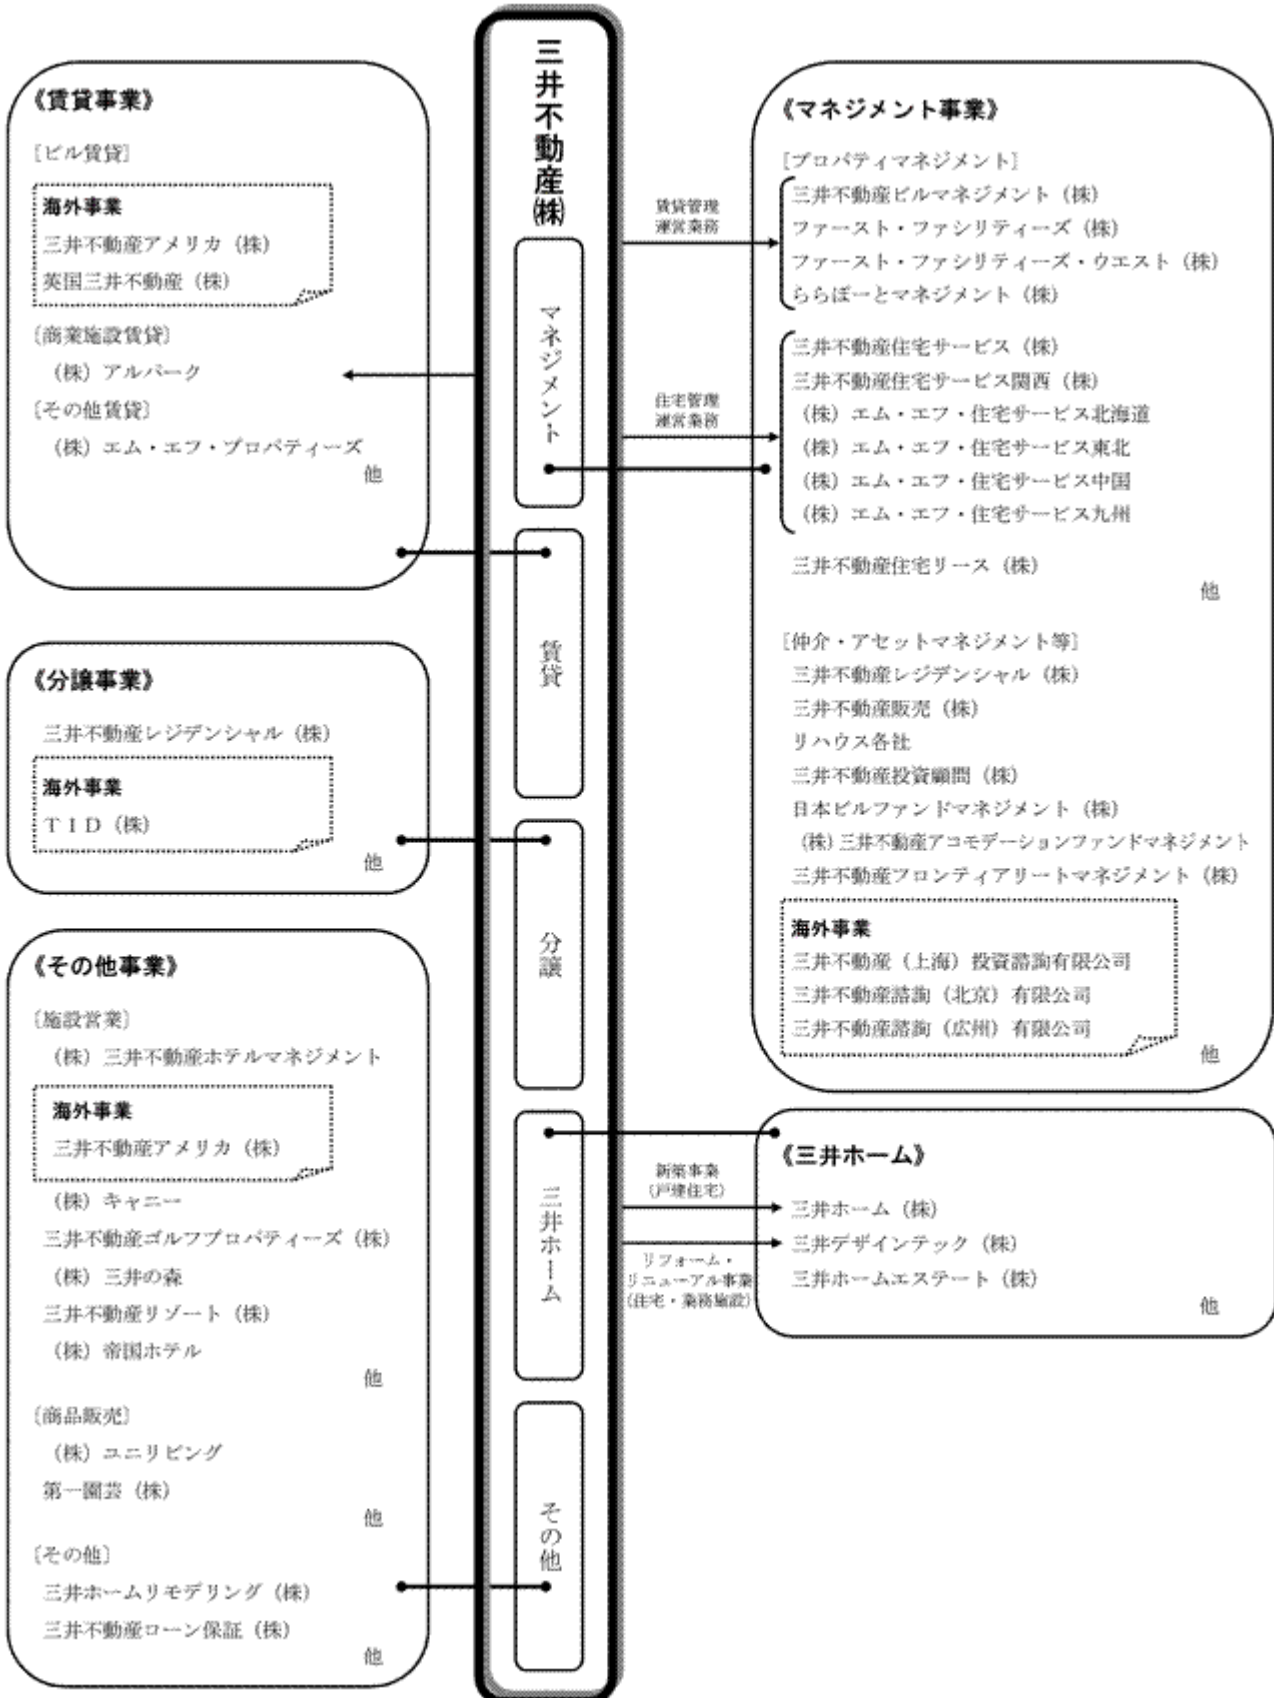 三井不動産㈱
マネジメント
賃貸
分譲
三井ホーム
その他
《賃貸事業》
［ビル賃貸］
海外事業
三井不動産アメリカ（株）
英国三井不動産（株）
［商業施設賃貸］
（株）アルパーク
［その他賃貸］
（株）エム・エフ・プロパティーズ
他
《分譲事業》
三井不動産レジデンシャル（株）
海外事業
ＴＩＤ（株）
他
《その他事業》
［施設営業］
（株）三井不動産ホテルマネジメント
海外事業
三井不動産アメリカ（株）
（株）キャニー
三井不動産ゴルフプロパティーズ（株）
（株）三井の森
三井不動産リゾート（株）
（株）帝国ホテル
他
［商品販売］
（株）ユニリビング
第一園芸（株）
他
［その他］
三井ホームリモデリング（株）
三井不動産ローン保証（株）
他
賃貸管理
運営業務
住宅管理
運営業務
《マネジメント事業》
［プロパティマネジメント］
三井不動産ビルマネジメント（株）
ファースト・ファシリティーズ（株）
ファースト・ファシリティーズ・ウエスト（株）
ららぽーとマネジメント（株）
三井不動産住宅サービス（株）
三井不動産住宅サービス関西（株）
（株）エム・エフ・住宅サービス北海道
（株）エム・エフ・住宅サービス東北
（株）エム・エフ・住宅サービス中国
（株）エム・エフ・住宅サービス九州
三井不動産住宅リース（株）
他
［仲介・アセットマネジメント等］
三井不動産レジデンシャル（株）
三井不動産販売（株）
リハウス各社
三井不動産投資顧問（株）
日本ビルファンドマネジメント（株）
（株）三井不動産アコモデーションファンドマネジメント
三井不動産フロンティアリートマネジメント（株）
海外事業
三井不動産（上海）投資諮詢有限公司
三井不動産諮詢（北京）有限公司
三井不動産諮詢（広州）有限公司
他
新築事業
（戸建住宅）
リフォーム・
リニューアル事業
（住宅・業務施設）
《三井ホーム》
三井ホーム（株）
三井デザインテック（株）
三井ホームエステート（株）
他